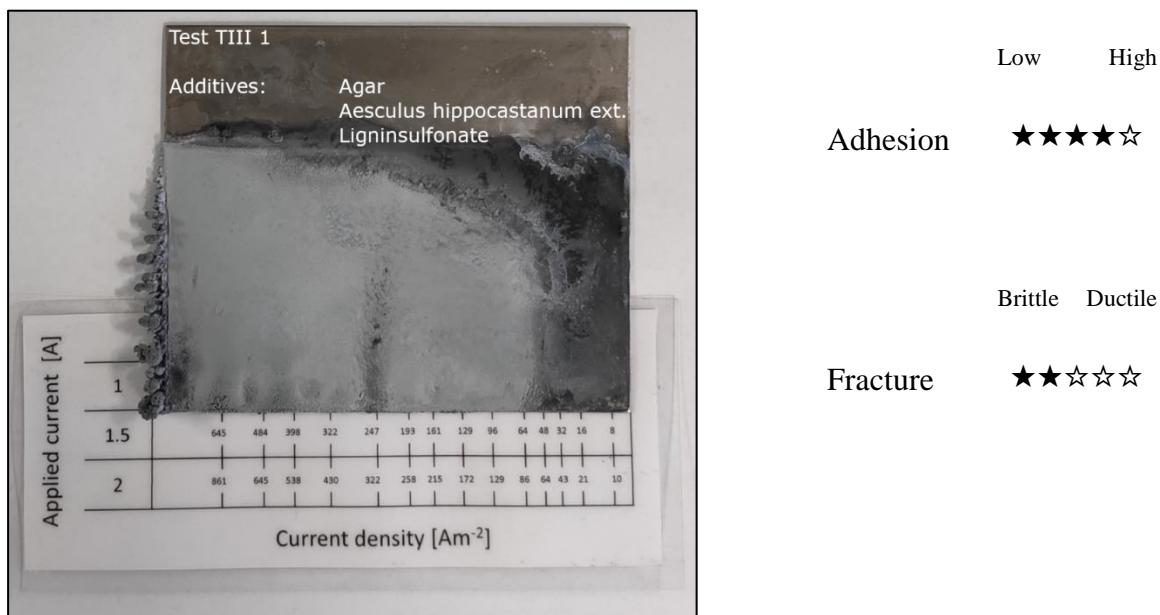 Test TIII 1
Additives: Agar
Aesculus hippocastanum ext.
Ligninsulfonate
Low High
Adhesion ★★★★☆
Brittle Ductile
Fracture ★★☆☆☆
Applied current [A]
1
1.5 645 484 398 322 247 193 161 129 96 64 48 32 16 8
2 861 645 538 430 322 258 215 172 129 86 64 43 21 10
Current density [Am⁻²]